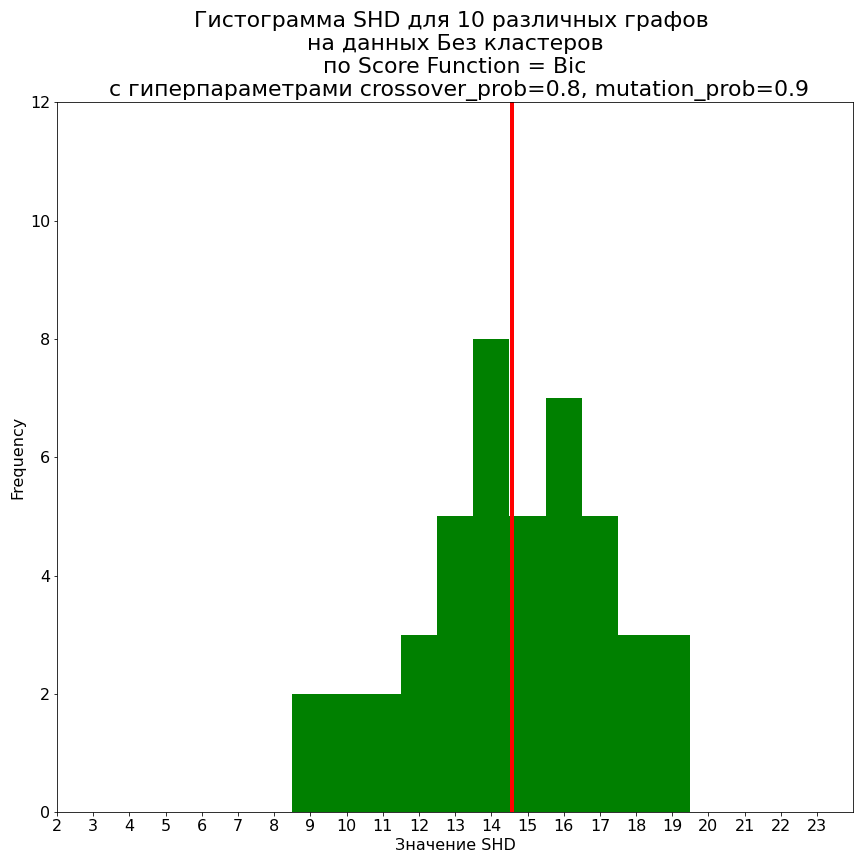 Гистограмма SHD для 10 различных графов
на данных Без кластеров
по Score Function = Bic
с гиперпараметрами crossover_prob=0.8, mutation_prob=0.9
12
10
8
6
4
2
0
Frequency
2 3 4 5 6 7 8 9 10 11 12 13 14 15 16 17 18 19 20 21 22 23
Значение SHD